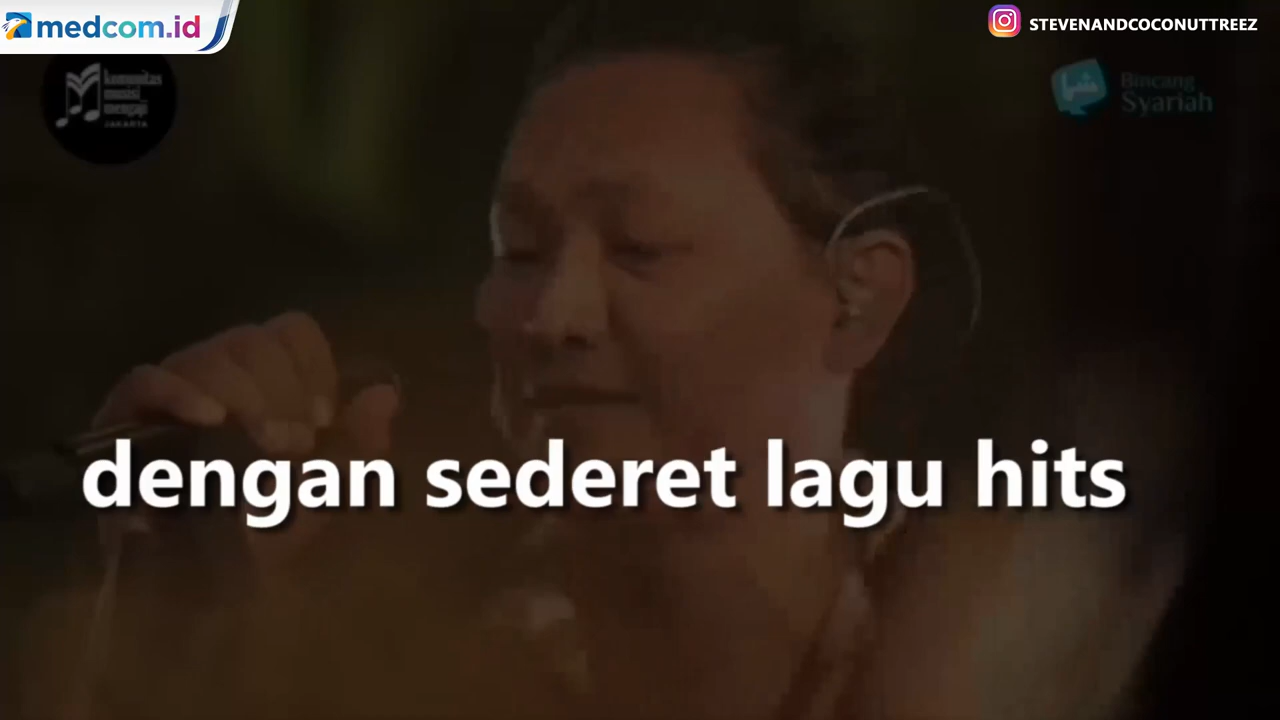 medcom.id
STEVENANDCOCONUTTREEZ
komunitas
musisi
mengaji
JAKARTA
Bincang
Syariah
dengan sederet lagu hits